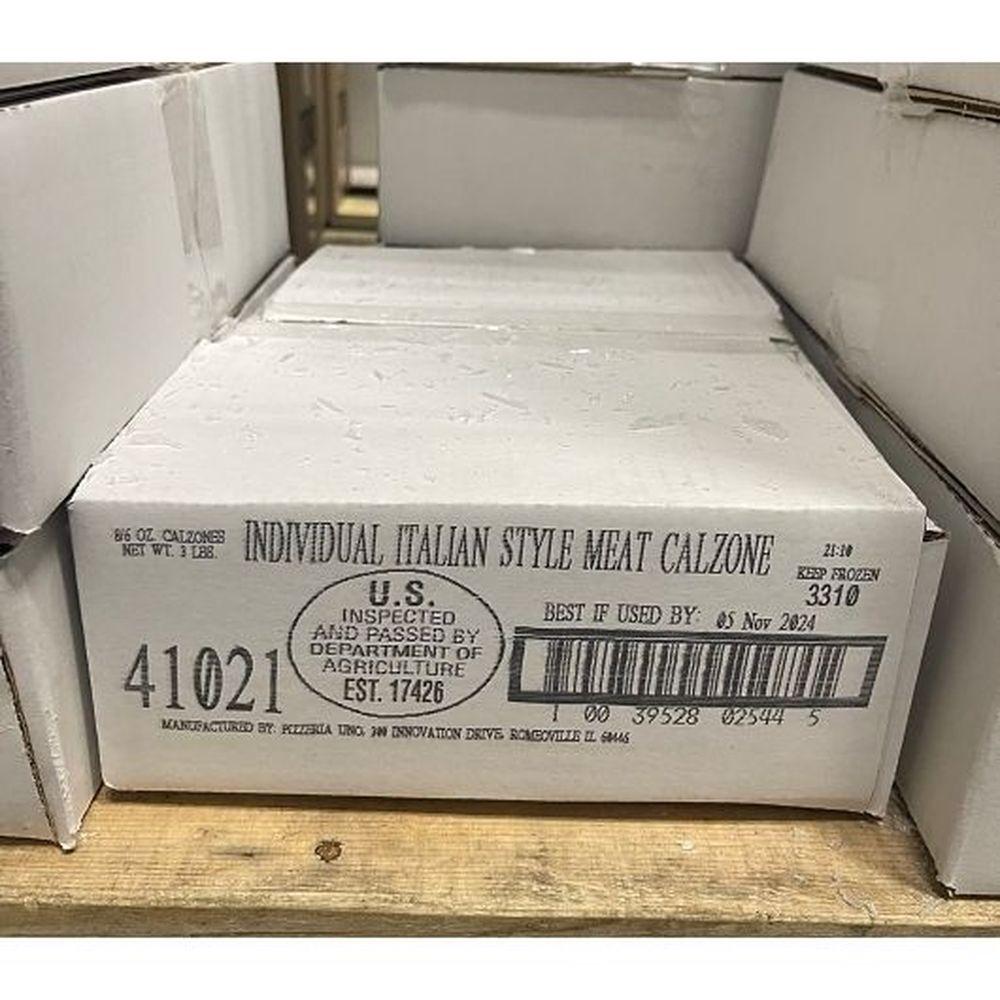 8/6 OZ. CALZONES
NET WT. 3 LBS.
INDIVIDUAL ITALIAN STYLE MEAT CALZONE
21:10
KEEP FROZEN
3310
U.S.
INSPECTED
AND PASSED BY
DEPARTMENT OF
AGRICULTURE
EST. 17426
BEST IF USED BY: 05 Nov 2024
41021
1 00 39528 02544 5
MANUFACTURED BY: PIZZERIA UNO, 300 INNOVATION DRIVE, ROMEOVILLE IL 60446